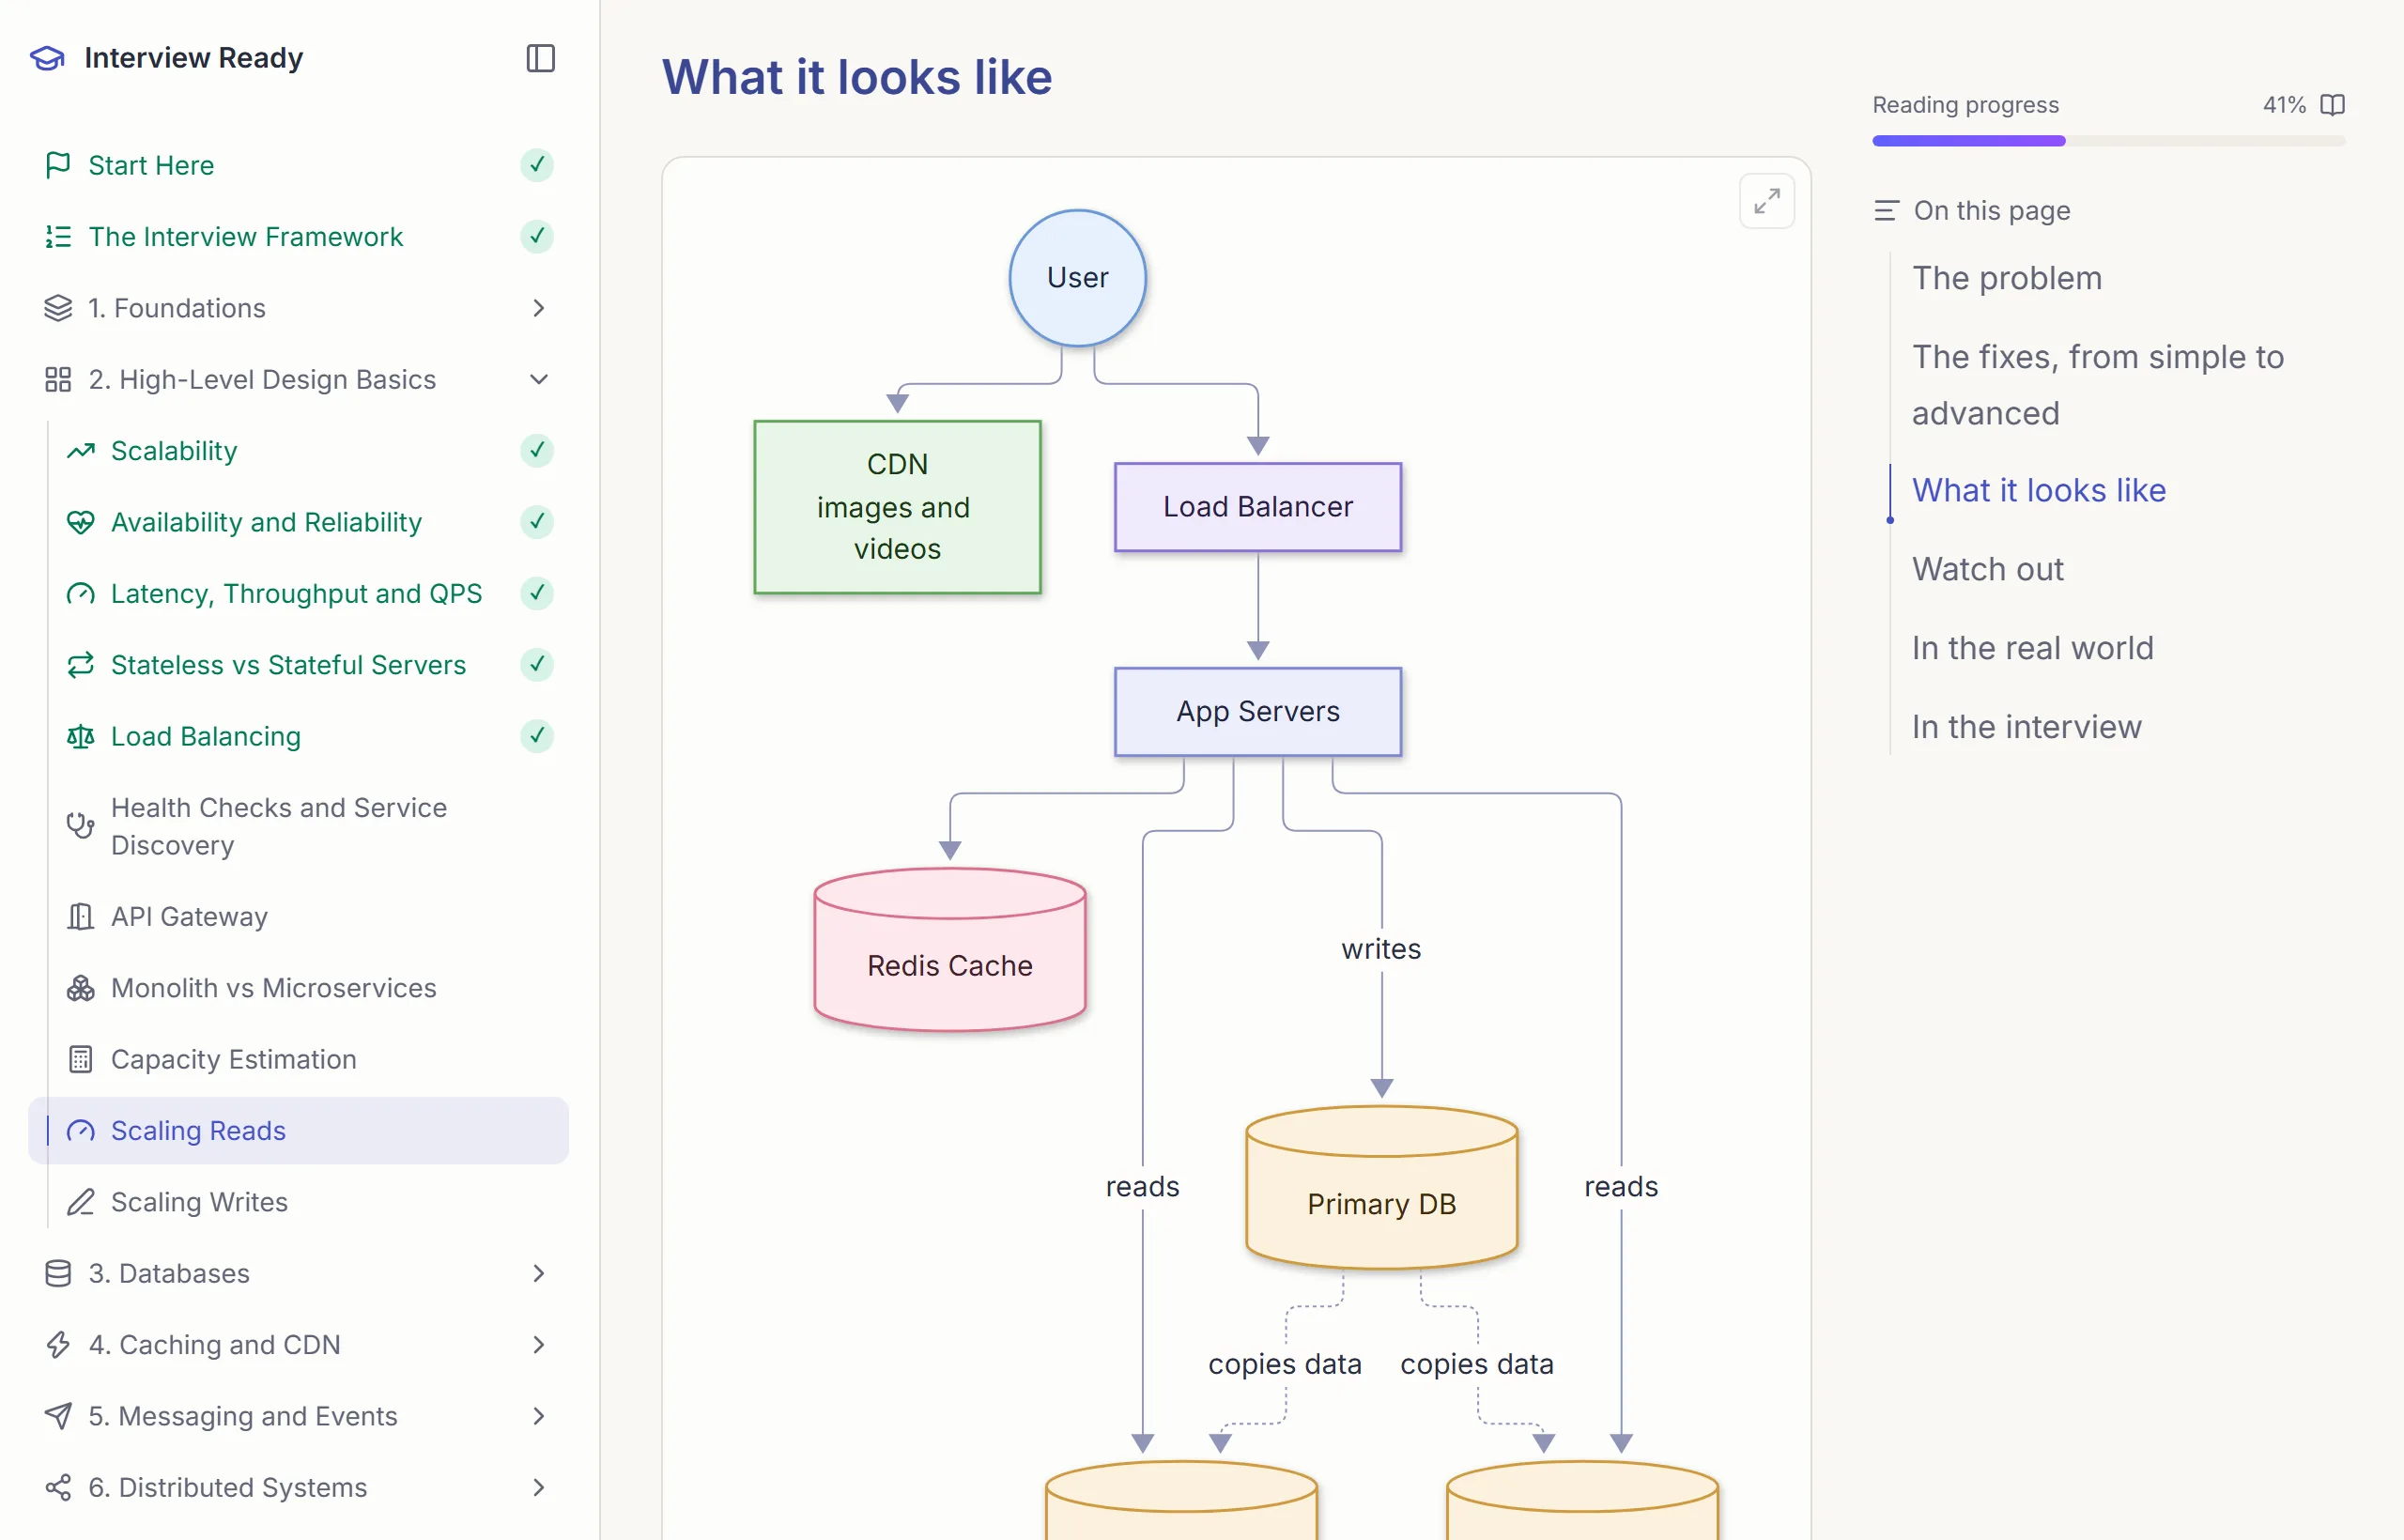 Interview Ready
Start Here
The Interview Framework
1. Foundations
2. High-Level Design Basics
Scalability
Availability and Reliability
Latency, Throughput and QPS
Stateless vs Stateful Servers
Load Balancing
Health Checks and Service
Discovery
API Gateway
Monolith vs Microservices
Capacity Estimation
Scaling Reads
Scaling Writes
3. Databases
4. Caching and CDN
5. Messaging and Events
6. Distributed Systems
What it looks like
User
CDN
images and
videos
Load Balancer
App Servers
Redis Cache
writes
reads
Primary DB
reads
copies data
copies data
Reading progress
41%
On this page
The problem
The fixes, from simple to
advanced
What it looks like
Watch out
In the real world
In the interview